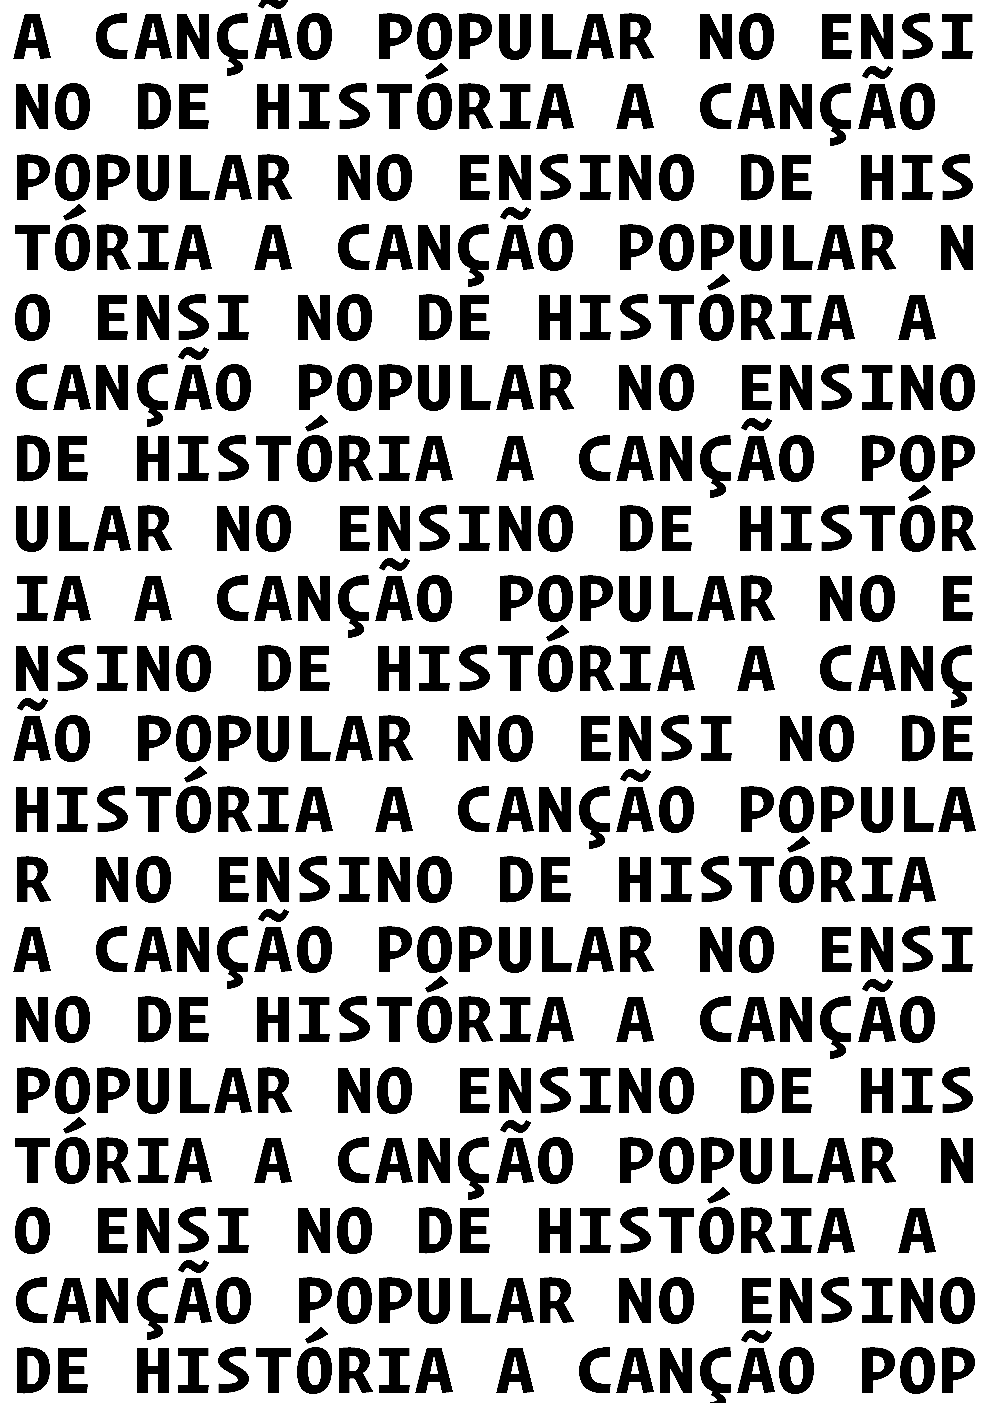 A CANÇÃO POPULAR NO ENSI
NO DE HISTÓRIA A CANÇÃO
POPULAR NO ENSINO DE HIS
TÓRIA A CANÇÃO POPULAR N
O ENSI NO DE HISTÓRIA A
CANÇÃO POPULAR NO ENSINO
DE HISTÓRIA A CANÇÃO POP
ULAR NO ENSINO DE HISTÓR
IA A CANÇÃO POPULAR NO E
NSINO DE HISTÓRIA A CANÇ
ÃO POPULAR NO ENSI NO DE
HISTÓRIA A CANÇÃO POPULA
R NO ENSINO DE HISTÓRIA
A CANÇÃO POPULAR NO ENSI
NO DE HISTÓRIA A CANÇÃO
POPULAR NO ENSINO DE HIS
TÓRIA A CANÇÃO POPULAR N
O ENSI NO DE HISTÓRIA A
CANÇÃO POPULAR NO ENSINO
DE HISTÓRIA A CANÇÃO POP